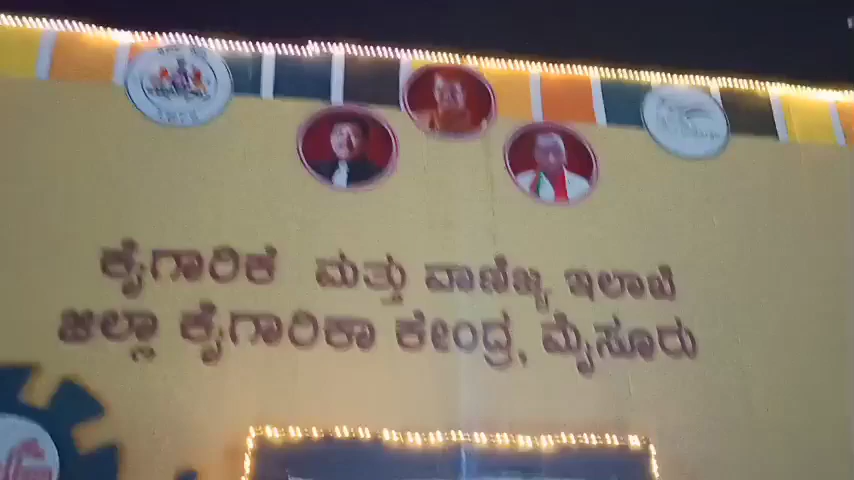 ಕೈಗಾರಿಕೆ ಮತ್ತು ವಾಣಿಜ್ಯ ಇಲಾಖೆ
ಜಿಲ್ಲಾ ಕೈಗಾರಿಕಾ ಕೇಂದ್ರ, ಮೈಸೂರು